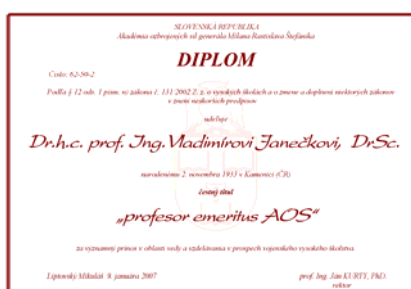 SLOVENSKÁ REPUBLIKA
Akadémia ozbrojených síl generála Milana Rastislava Štefánika
DIPLOM
Číslo: 62-50-2
Podľa § 12 ods. 1 písm. n) zákona č. 131 2002 Z. z. o vysokých školách a o zmene a doplnení niektorých zákonov
v znení neskorších predpisov
udeľuje
Dr.h.c. prof. Ing. Vladimírovi Janečkovi, DrSc.
narodenému 2. novembra 1933 v Kamenici (ČR)
čestný titul
„profesor emeritus AOS“
za významný prínos v oblasti vedy a vzdelávania v prospech vojenského vysokého školstva
Liptovský Mikuláš 9. januára 2007
prof. Ing. Ján KURTY, PhD.
rektor